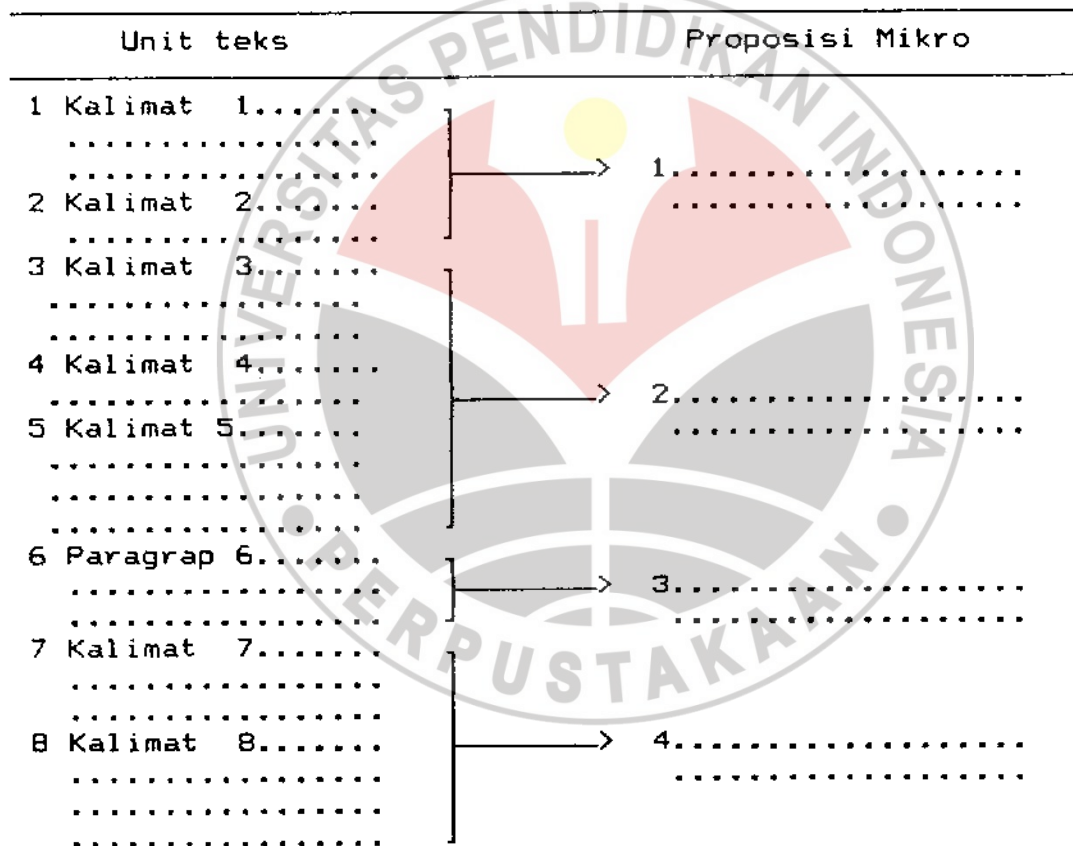 Unit teks Proposisi Mikro
1 Kalimat 1.......
.................
................. 1...................
2 Kalimat 2....... ..................
.................
3 Kalimat 3.......
.................
.................
4 Kalimat 4.......
................. 2...................
5 Kalimat 5....... ..................
.................
.................
.................
6 Paragrap 6.......
................. 3...................
................. ..................
7 Kalimat 7.......
.................
.................
8 Kalimat 8....... 4...................
................. ..................
.................
.................
UNIVERSITAS PENDIDIKAN INDONESIA
PERPUSTAKAAN